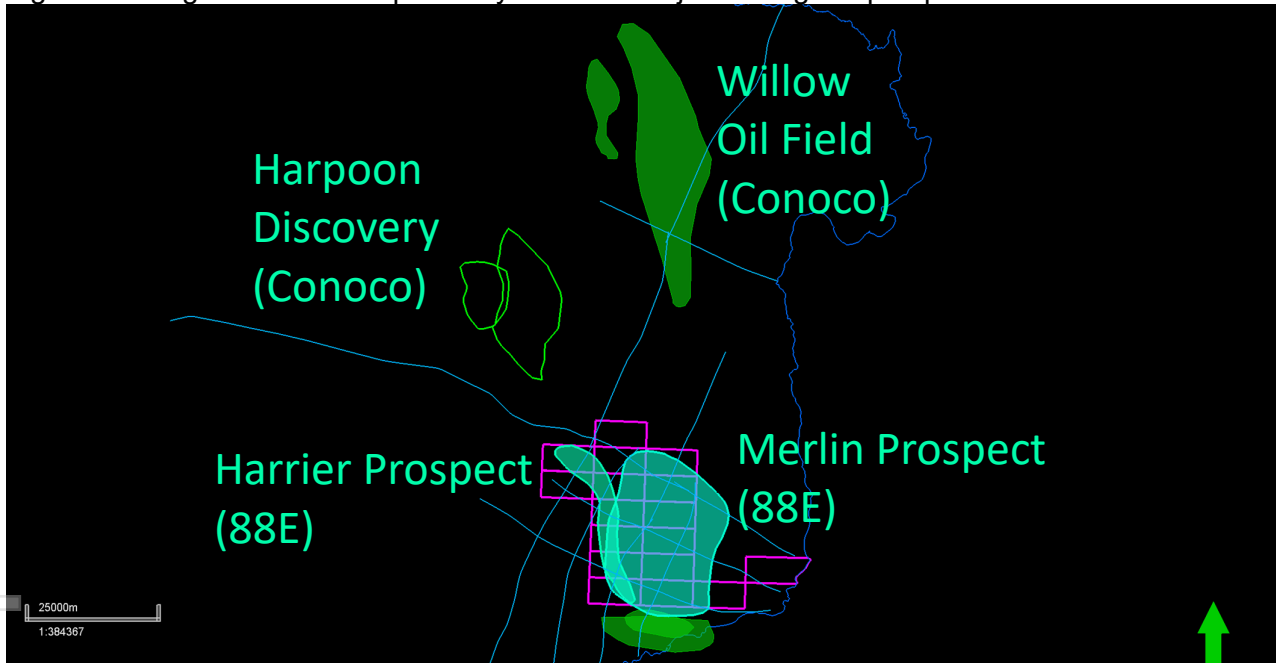 Willow
Oil Field
(Conoco)
Harpoon
Discovery
(Conoco)
Merlin Prospect
(88E)
Harrier Prospect
(88E)
25000m
1:384367